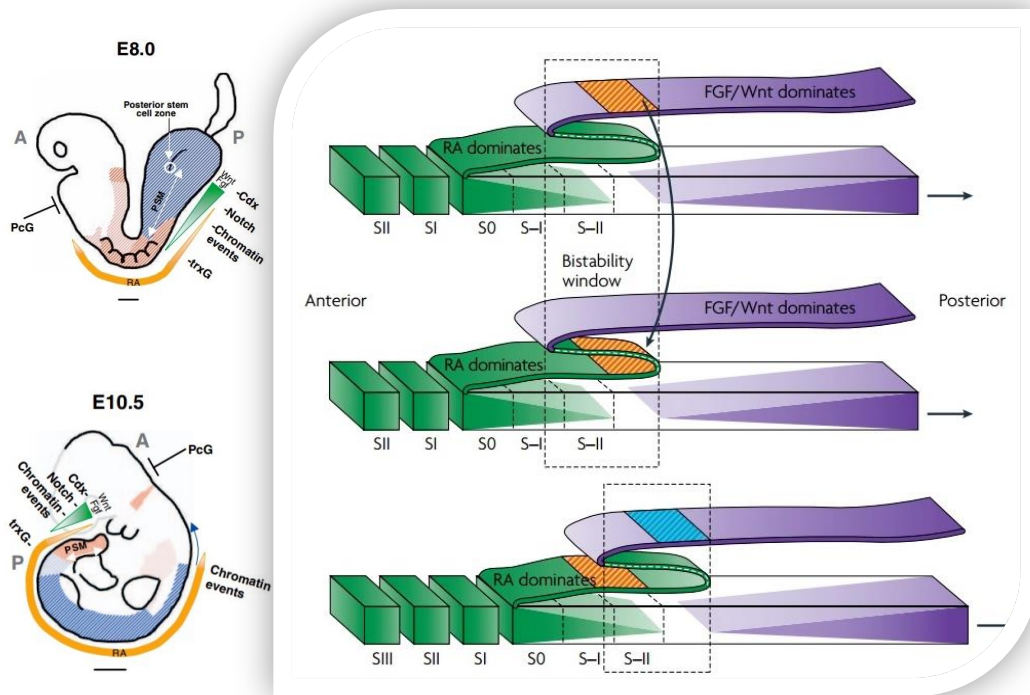 E8.0
Posterior stem
cell zone
A
P
PSM
Wnt
Fgf
-Cdx
-Notch
-Chromatin
events
-trxG
PcG
RA
E10.5
A
PcG
Cdx-
Notch -
Chromatin -
events
trxG-
Wnt
Fgf
P
PSM
Chromatin
events
RA
FGF/Wnt dominates
RA dominates
SII SI S0 S–I S–II
Bistability
window
Anterior
Posterior
FGF/Wnt dominates
RA dominates
SII SI S0 S–I S–II
RA dominates
SIII SII SI S0 S–I S–II